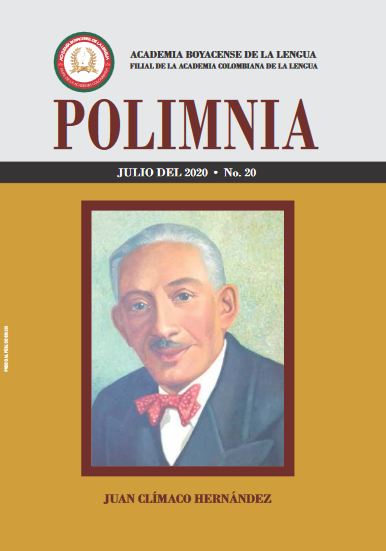 ACADEMIA BOYACENSE DE LA LENGUA
FILIAL DE LA ACADEMIA COLOMBIANA DE LA LENGUA
POLIMNIA
JULIO DEL 2020 • No. 20
JUAN CLÍMACO HERNÁNDEZ